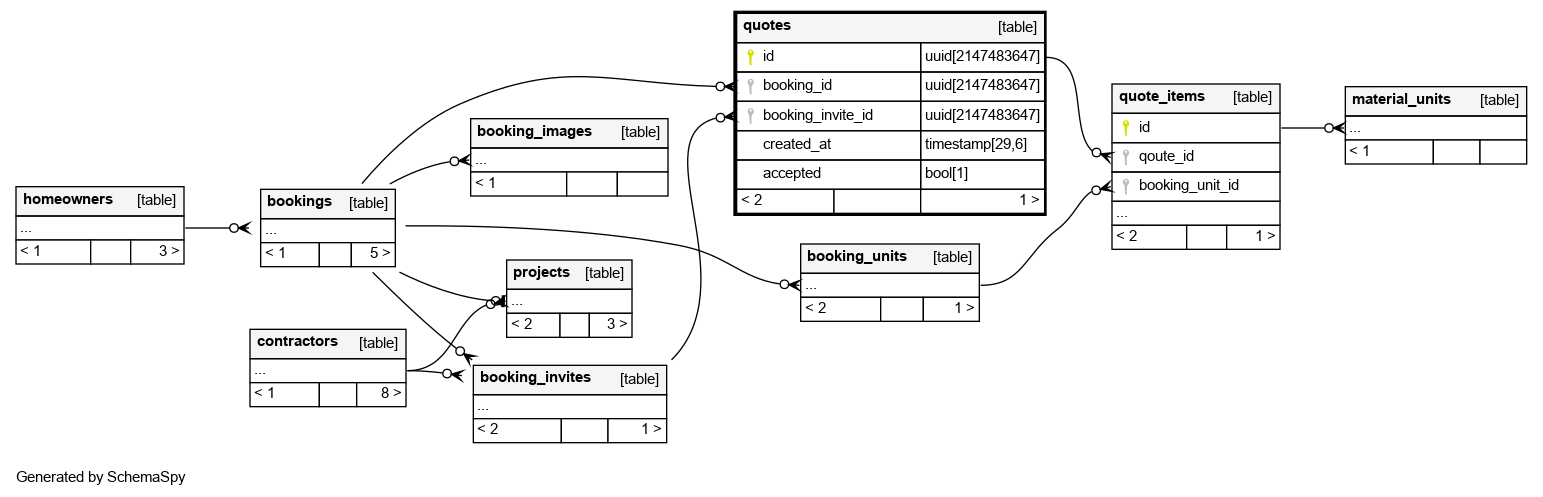 quotes [table]
id uuid[2147483647]
booking_id uuid[2147483647]
booking_invite_id uuid[2147483647]
created_at timestamp[29,6]
accepted bool[1]
< 2 1 >
quote_items [table]
id
qoute_id
booking_unit_id
...
< 2 1 >
material_units [table]
...
< 1
booking_images [table]
...
< 1
homeowners [table]
...
< 1 3 >
bookings [table]
...
< 1 5 >
booking_units [table]
...
< 2 1 >
projects [table]
...
< 2 3 >
contractors [table]
...
< 1 8 >
booking_invites [table]
...
< 2 1 >
Generated by SchemaSpy